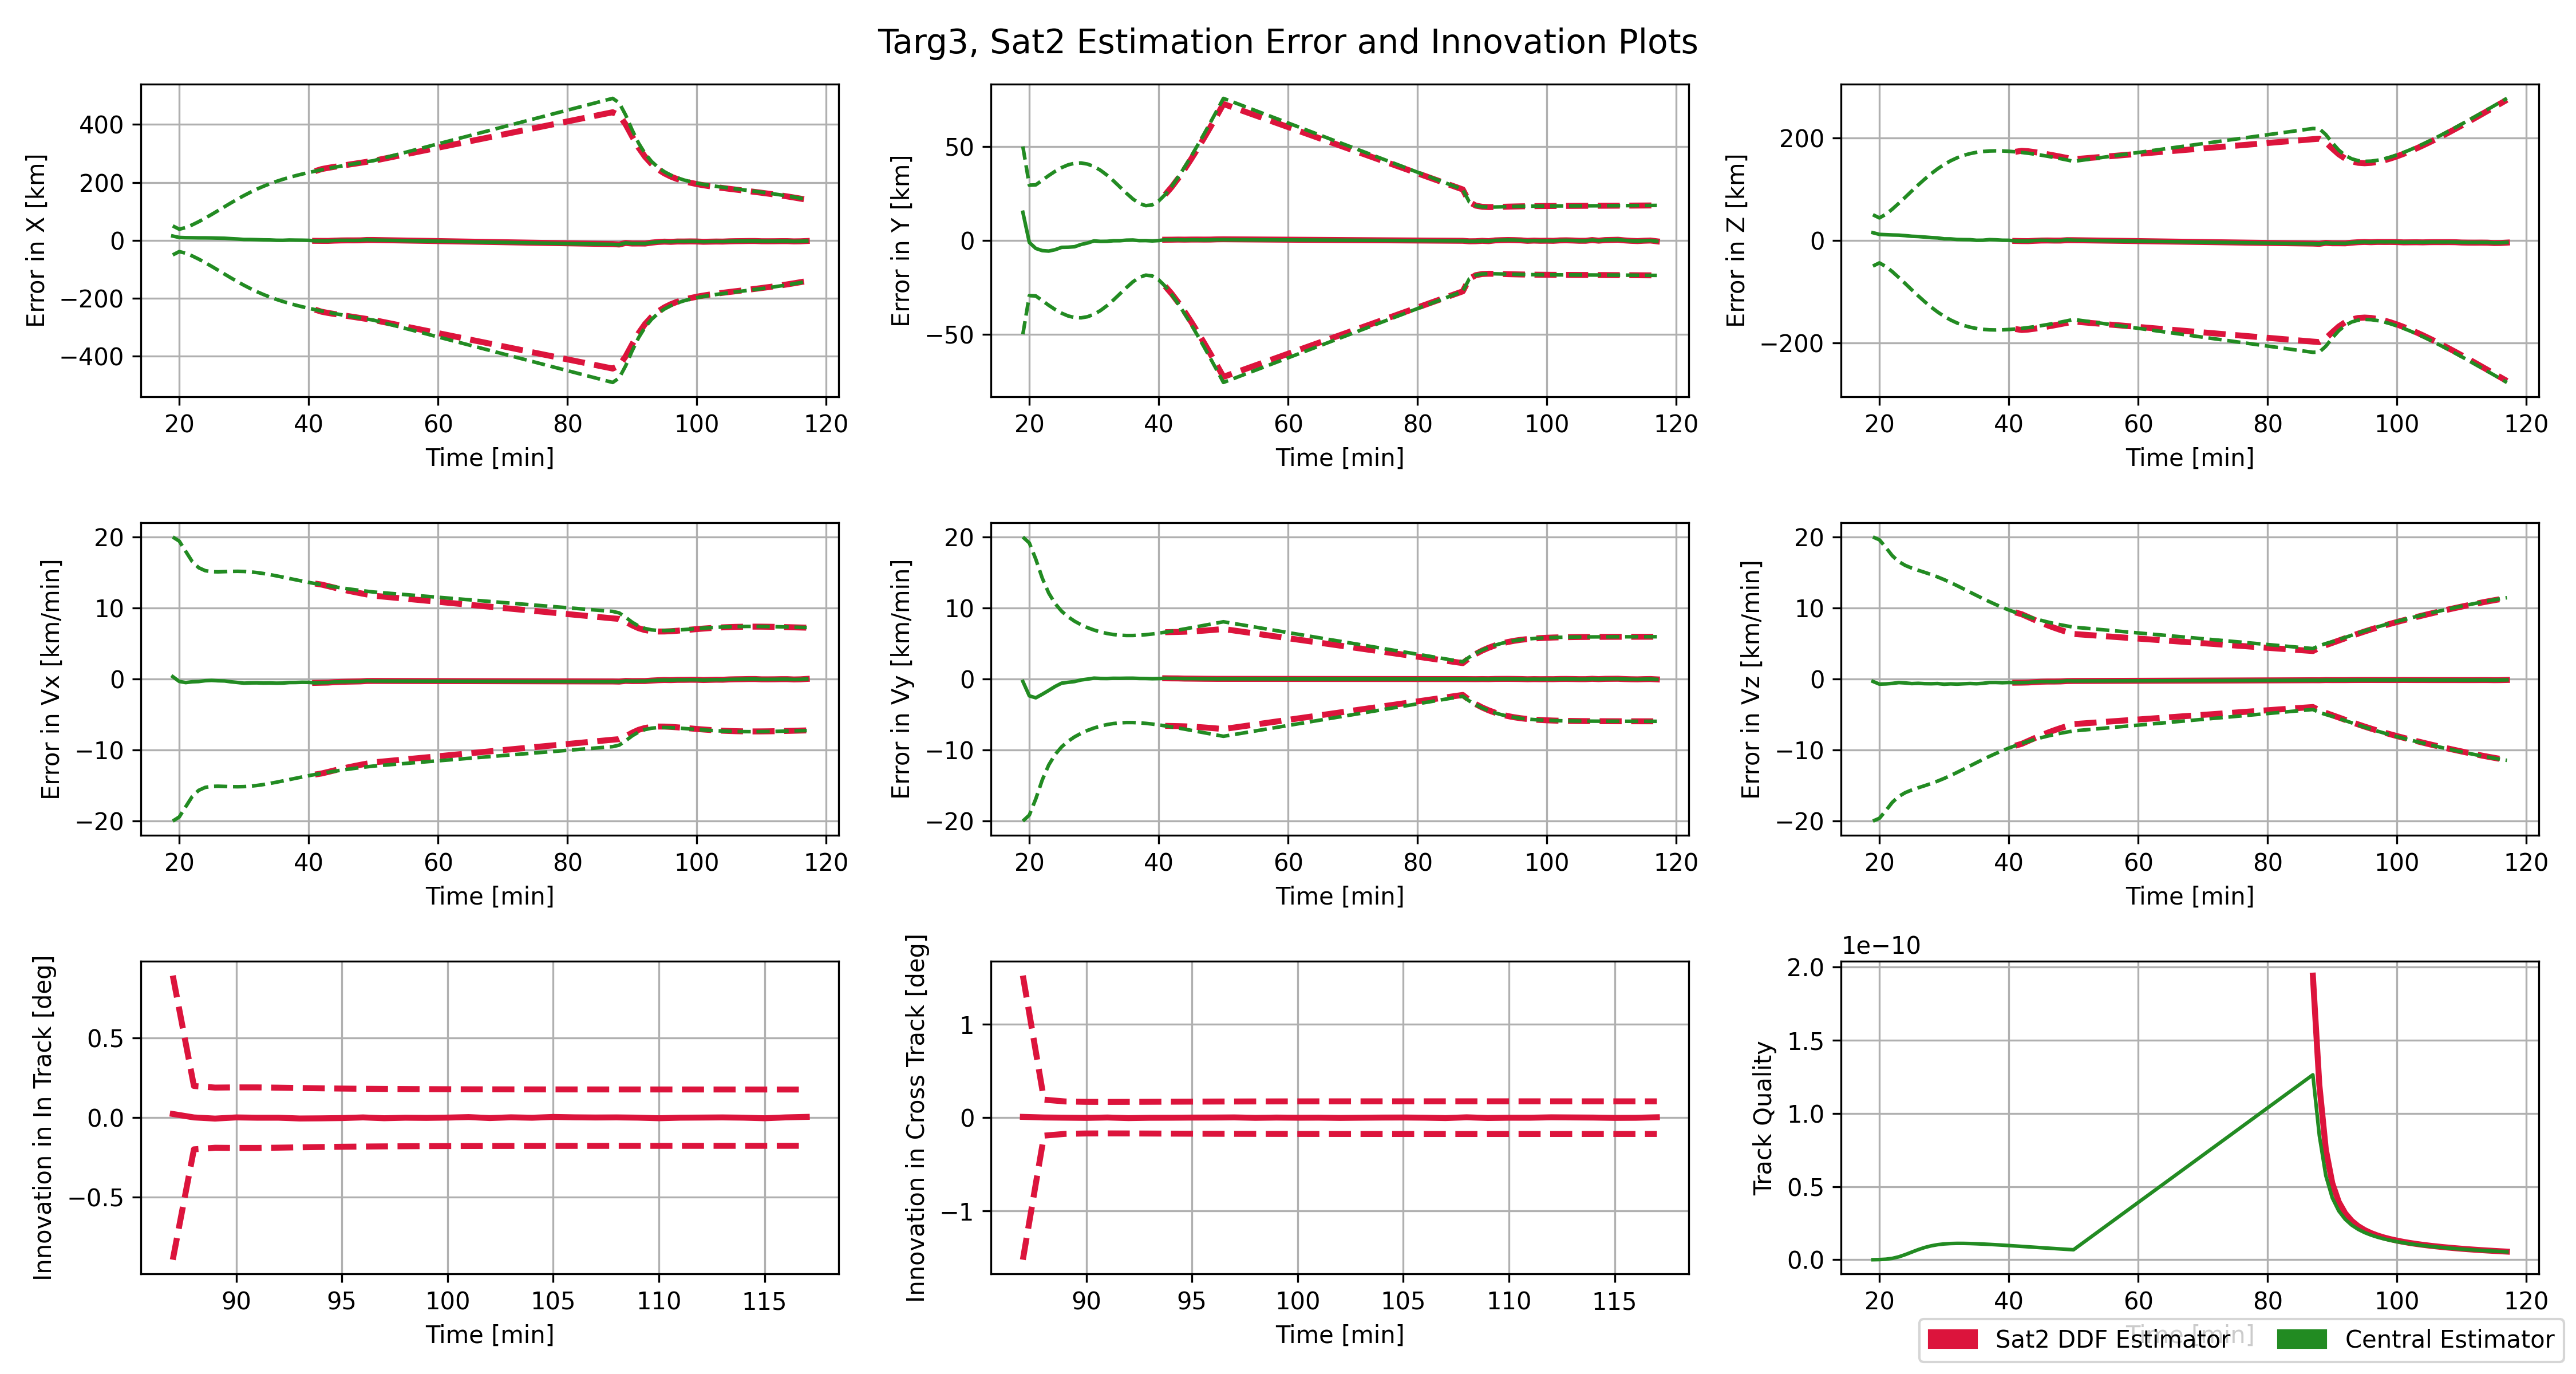 Targ3, Sat2 Estimation Error and Innovation Plots
Error in X [km]
400
200
0
−200
−400
20 40 60 80 100 120
Time [min]
Error in Y [km]
50
0
−50
20 40 60 80 100 120
Time [min]
Error in Z [km]
200
0
−200
20 40 60 80 100 120
Time [min]
Error in Vx [km/min]
20
10
0
−10
−20
20 40 60 80 100 120
Time [min]
Error in Vy [km/min]
20
10
0
−10
−20
20 40 60 80 100 120
Time [min]
Error in Vz [km/min]
20
10
0
−10
−20
20 40 60 80 100 120
Time [min]
Innovation in In Track [deg]
0.5
0.0
−0.5
90 95 100 105 110 115
Time [min]
Innovation in Cross Track [deg]
1
0
−1
90 95 100 105 110 115
Time [min]
1e−10
Track Quality
2.0
1.5
1.0
0.5
0.0
20 40 60 80 100 120
Time [min]
Sat2 DDF Estimator
Central Estimator